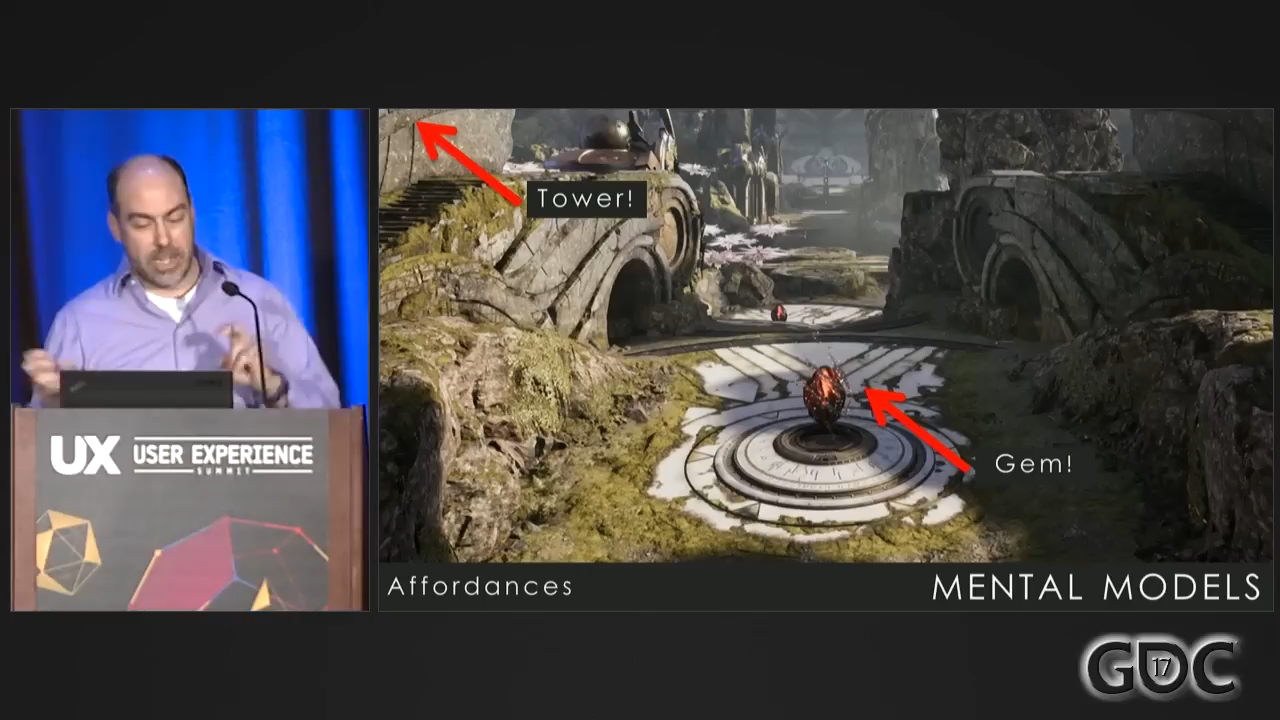 Tower!
Gem!
Affordances
MENTAL MODELS
UX USER EXPERIENCE
SUMMIT
GDC
17